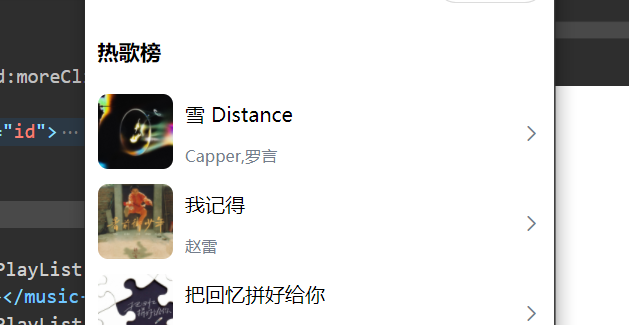 热歌榜
d:moreCl
雪 Distance
="id">
Capper,罗言
我记得
赵雷
PlayList
></music-
把回忆拼好给你
PlayList